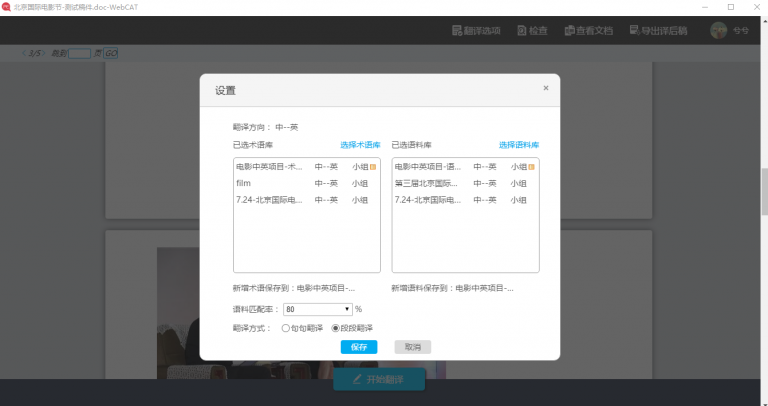 北京国际电影节-测试稿件.doc-WebCAT
翻译选项 检查 查看文档 导出译后稿 兮兮
< 3/5 > 跳到 页 GO
设置 ×
翻译方向： 中--英
已选术语库 选择术语库 已选语料库 选择语料库
电影中英项目-术... 中--英 小组 电影中英项目-语... 中--英 小组
film 中--英 小组 第三届北京国际... 中--英 小组
7.24-北京国际电... 中--英 小组 7.24-北京国际电... 中--英 小组
新增术语保存到：电影中英项目-... 新增语料保存到：电影中英项目-...
语料匹配率： 80 %
翻译方式： 句句翻译 段段翻译
保存 取消
开始翻译